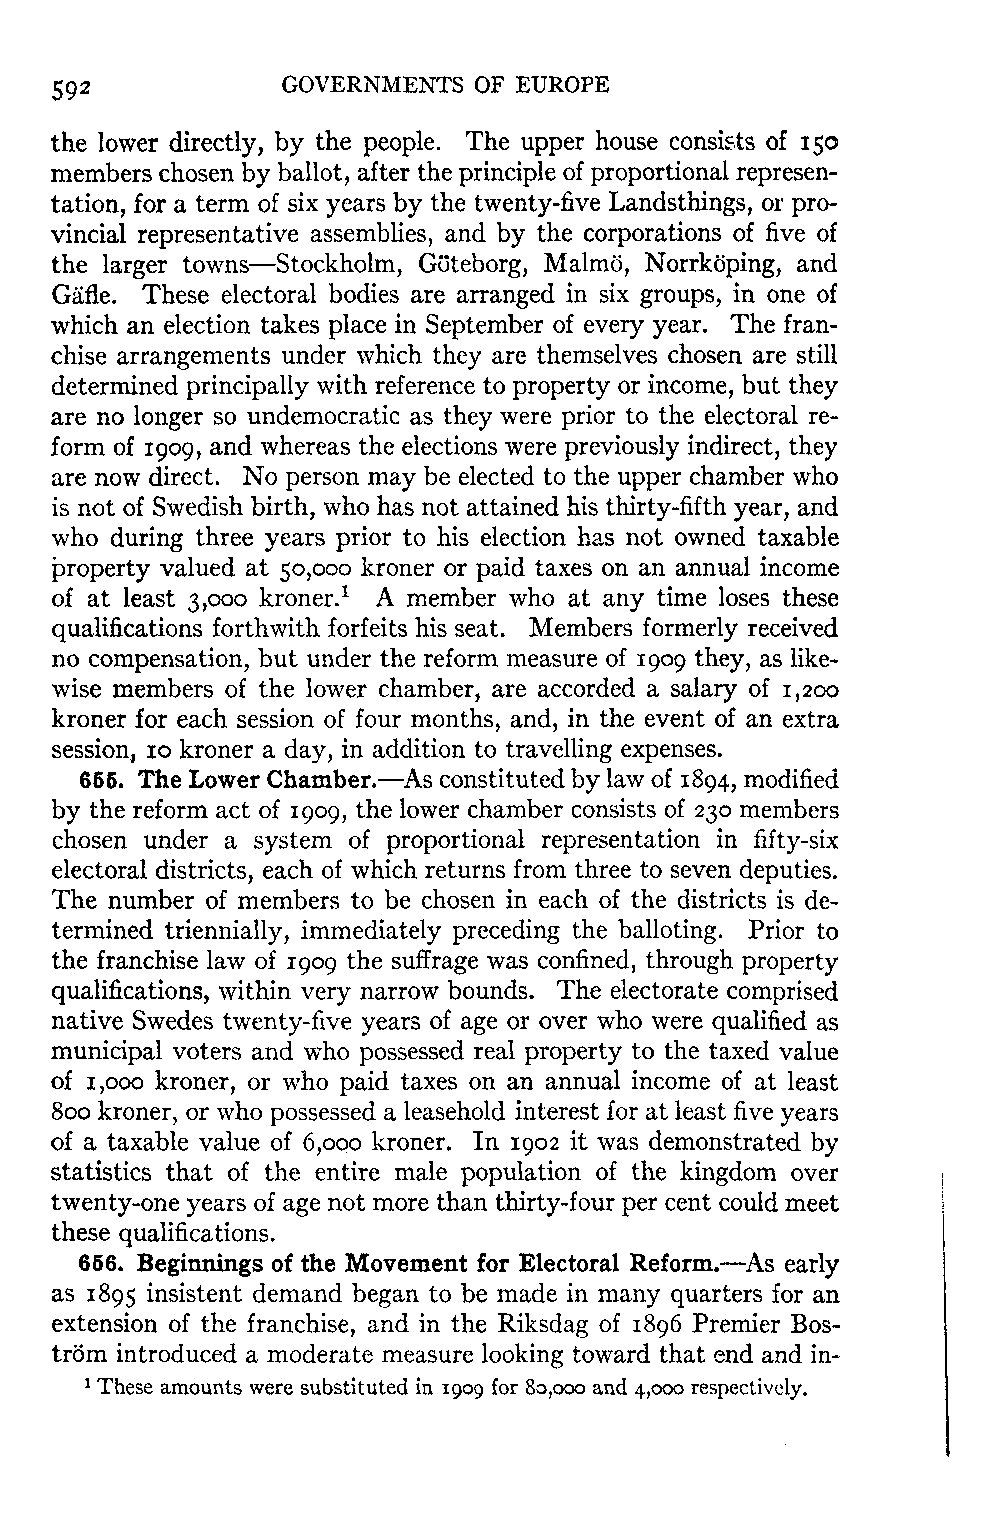 592 GOVERNMENTS OF EUROPE
the lower directly, by the people. The upper house consists of 150
members chosen by ballot, after the principle of proportional represen-
tation, for a term of six years by the twenty-five Landsthings, or pro-
vincial representative assemblies, and by the corporations of five of
the larger towns—Stockholm, Göteborg, Malmö, Norrköping, and
Gäfle. These electoral bodies are arranged in six groups, in one of
which an election takes place in September of every year. The fran-
chise arrangements under which they are themselves chosen are still
determined principally with reference to property or income, but they
are no longer so undemocratic as they were prior to the electoral re-
form of 1909, and whereas the elections were previously indirect, they
are now direct. No person may be elected to the upper chamber who
is not of Swedish birth, who has not attained his thirty-fifth year, and
who during three years prior to his election has not owned taxable
property valued at 50,000 kroner or paid taxes on an annual income
of at least 3,000 kroner.¹ A member who at any time loses these
qualifications forthwith forfeits his seat. Members formerly received
no compensation, but under the reform measure of 1909 they, as like-
wise members of the lower chamber, are accorded a salary of 1,200
kroner for each session of four months, and, in the event of an extra
session, 10 kroner a day, in addition to travelling expenses.
655. The Lower Chamber.—As constituted by law of 1894, modified
by the reform act of 1909, the lower chamber consists of 230 members
chosen under a system of proportional representation in fifty-six
electoral districts, each of which returns from three to seven deputies.
The number of members to be chosen in each of the districts is de-
termined triennially, immediately preceding the balloting. Prior to
the franchise law of 1909 the suffrage was confined, through property
qualifications, within very narrow bounds. The electorate comprised
native Swedes twenty-five years of age or over who were qualified as
municipal voters and who possessed real property to the taxed value
of 1,000 kroner, or who paid taxes on an annual income of at least
800 kroner, or who possessed a leasehold interest for at least five years
of a taxable value of 6,000 kroner. In 1902 it was demonstrated by
statistics that of the entire male population of the kingdom over
twenty-one years of age not more than thirty-four per cent could meet
these qualifications.
656. Beginnings of the Movement for Electoral Reform.—As early
as 1895 insistent demand began to be made in many quarters for an
extension of the franchise, and in the Riksdag of 1896 Premier Bos-
tröm introduced a moderate measure looking toward that end and in-
¹ These amounts were substituted in 1909 for 80,000 and 4,000 respectively.